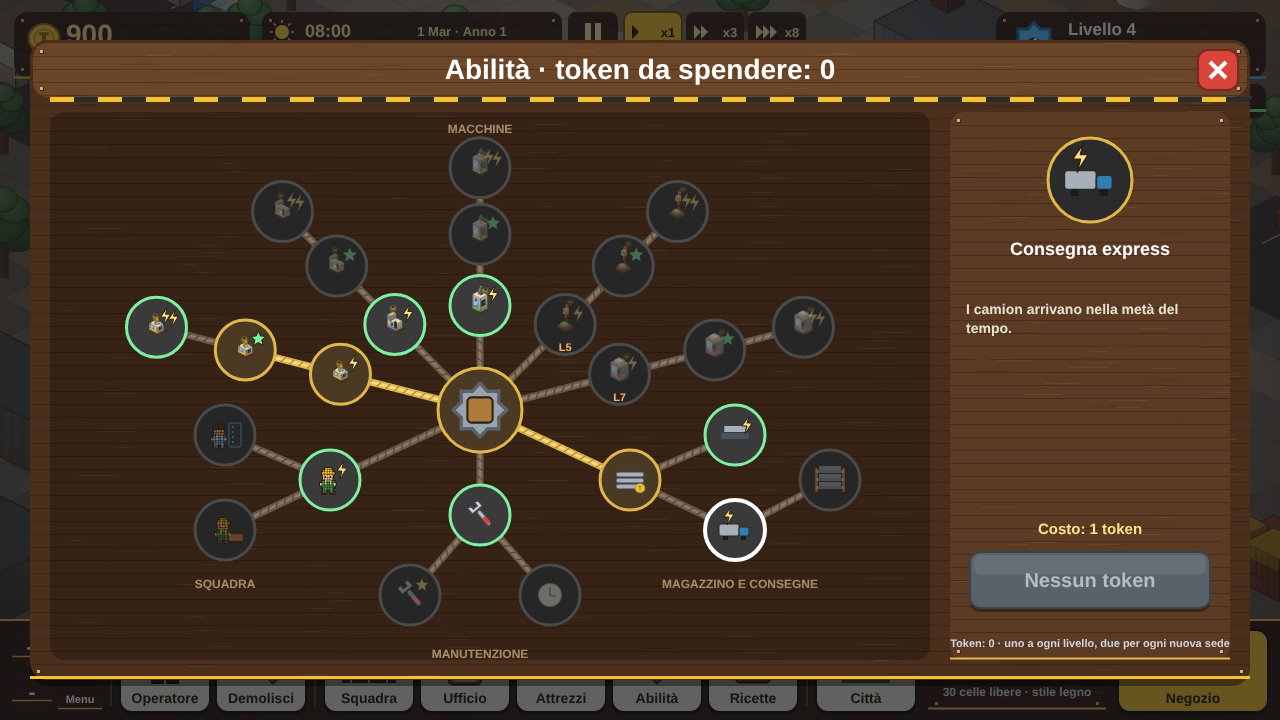 900
08:00
1 Mar · Anno 1
x1
x3
x8
Livello 4
Abilità · token da spendere: 0
MACCHINE
L5
L7
SQUADRA
MAGAZZINO E CONSEGNE
MANUTENZIONE
Consegna express
I camion arrivano nella metà del
tempo.
Costo: 1 token
Nessun token
Token: 0 · uno a ogni livello, due per ogni nuova sede
Menu
Operatore
Demolisci
Squadra
Ufficio
Attrezzi
Abilità
Ricette
Città
30 celle libere · stile legno
Negozio